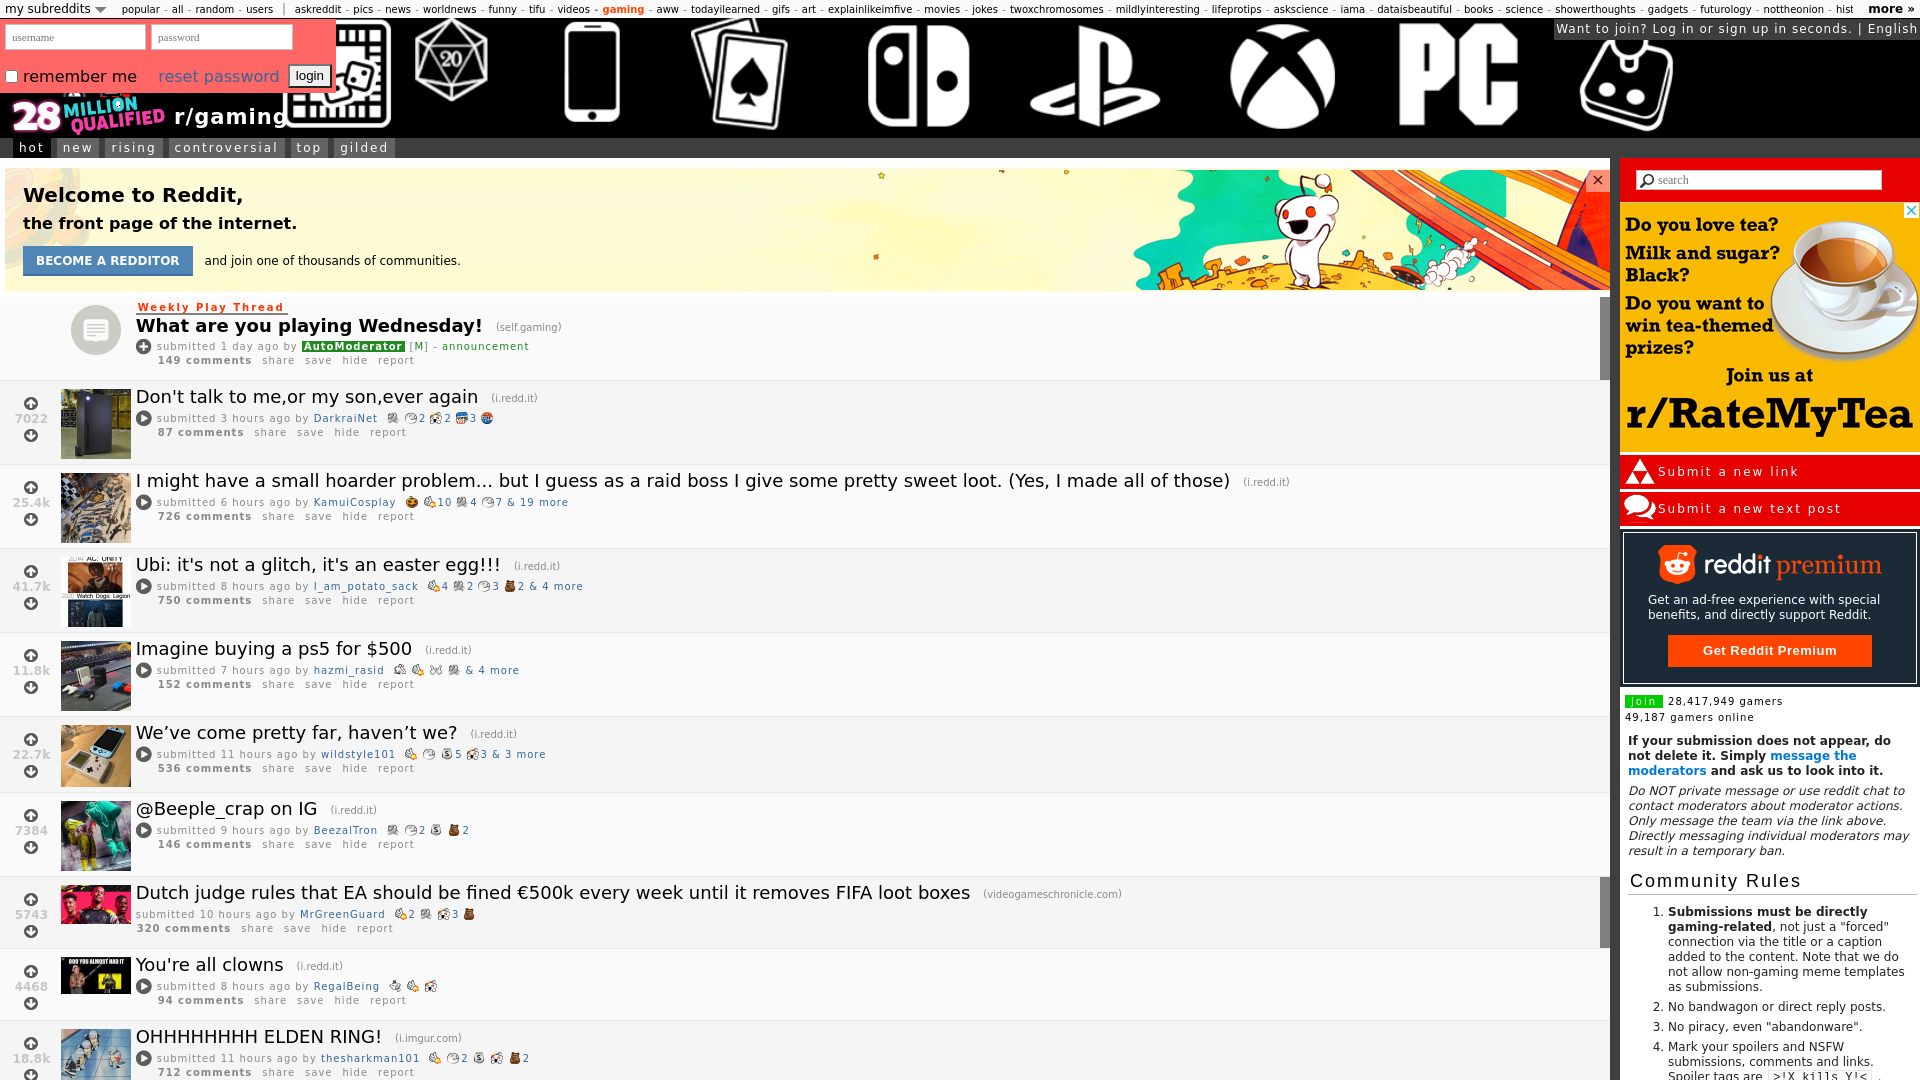 my subreddits
popular - all - random - users | askreddit - pics - news - worldnews - funny - tifu - videos - gaming - aww - todayilearned - gifs - art - explainlikeimfive - movies - jokes - twoxchromosomes - mildlyinteresting - lifeprotips - askscience - iama - dataisbeautiful - books - science - showerthoughts - gadgets - futurology - nottheonion - hist
more »
username password
remember me reset password login
20
PC
Want to join? Log in or sign up in seconds. | English
28 MILLION QUALIFIED
r/gaming
hot new rising controversial top gilded
Welcome to Reddit,
the front page of the internet.
BECOME A REDDITOR and join one of thousands of communities.
Weekly Play Thread
What are you playing Wednesday! (self.gaming)
submitted 1 day ago by AutoModerator [M] - announcement
149 comments share save hide report
7022
Don't talk to me,or my son,ever again (i.redd.it)
submitted 3 hours ago by DarkraiNet 2 2 3
87 comments share save hide report
25.4k
I might have a small hoarder problem... but I guess as a raid boss I give some pretty sweet loot. (Yes, I made all of those) (i.redd.it)
submitted 6 hours ago by KamuiCosplay 10 4 7 & 19 more
726 comments share save hide report
41.7k
2014 AC: UNITY
2020 Watch Dogs: Legion
Ubi: it's not a glitch, it's an easter egg!!! (i.redd.it)
submitted 8 hours ago by I_am_potato_sack 4 2 3 2 & 4 more
750 comments share save hide report
11.8k
Imagine buying a ps5 for $500 (i.redd.it)
submitted 7 hours ago by hazmi_rasid & 4 more
152 comments share save hide report
22.7k
We’ve come pretty far, haven’t we? (i.redd.it)
submitted 11 hours ago by wildstyle101 5 3 & 3 more
536 comments share save hide report
7384
@Beeple_crap on IG (i.redd.it)
submitted 9 hours ago by BeezalTron 2 2
146 comments share save hide report
5743
Dutch judge rules that EA should be fined €500k every week until it removes FIFA loot boxes (videogameschronicle.com)
submitted 10 hours ago by MrGreenGuard 2 3
320 comments share save hide report
4468
OOO YOU ALMOST HAD IT
You're all clowns (i.redd.it)
submitted 8 hours ago by RegalBeing
94 comments share save hide report
18.8k
OHHHHHHHH ELDEN RING! (i.imgur.com)
submitted 11 hours ago by thesharkman101 2 2
712 comments share save hide report
search
Do you love tea?
Milk and sugar?
Black?
Do you want to
win tea-themed
prizes?
Join us at
r/RateMyTea
Submit a new link
Submit a new text post
reddit premium
Get an ad-free experience with special
benefits, and directly support Reddit.
Get Reddit Premium
join 28,417,949 gamers
49,187 gamers online
If your submission does not appear, do
not delete it. Simply message the
moderators and ask us to look into it.
Do NOT private message or use reddit chat to
contact moderators about moderator actions.
Only message the team via the link above.
Directly messaging individual moderators may
result in a temporary ban.
Community Rules
1. Submissions must be directly
gaming-related, not just a "forced"
connection via the title or a caption
added to the content. Note that we do
not allow non-gaming meme templates
as submissions.
2. No bandwagon or direct reply posts.
3. No piracy, even "abandonware".
4. Mark your spoilers and NSFW
submissions, comments and links.
Spoiler tags are >!X kills Y!< .